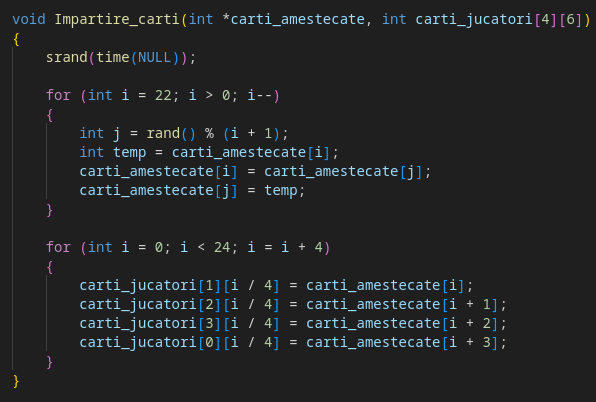 void Impartire_carti(int *carti_amestecate, int carti_jucatori[4][6])
{
    srand(time(NULL));

    for (int i = 22; i > 0; i--)
    {
        int j = rand() % (i + 1);
        int temp = carti_amestecate[i];
        carti_amestecate[i] = carti_amestecate[j];
        carti_amestecate[j] = temp;
    }

    for (int i = 0; i < 24; i = i + 4)
    {
        carti_jucatori[1][i / 4] = carti_amestecate[i];
        carti_jucatori[2][i / 4] = carti_amestecate[i + 1];
        carti_jucatori[3][i / 4] = carti_amestecate[i + 2];
        carti_jucatori[0][i / 4] = carti_amestecate[i + 3];
    }
}